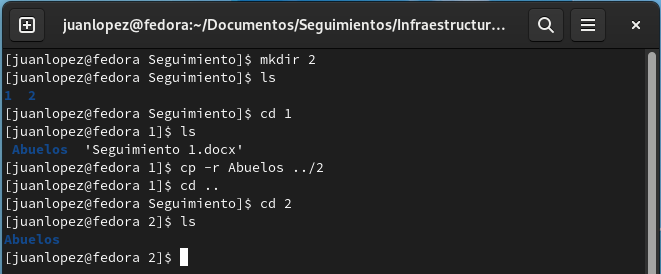 juanlopez@fedora:~/Documentos/Seguimientos/Infraestructur...
[juanlopez@fedora Seguimiento]$ mkdir 2
[juanlopez@fedora Seguimiento]$ ls
1  2
[juanlopez@fedora Seguimiento]$ cd 1
[juanlopez@fedora 1]$ ls
 Abuelos  'Seguimiento 1.docx'
[juanlopez@fedora 1]$ cp -r Abuelos ../2
[juanlopez@fedora 1]$ cd ..
[juanlopez@fedora Seguimiento]$ cd 2
[juanlopez@fedora 2]$ ls
Abuelos
[juanlopez@fedora 2]$